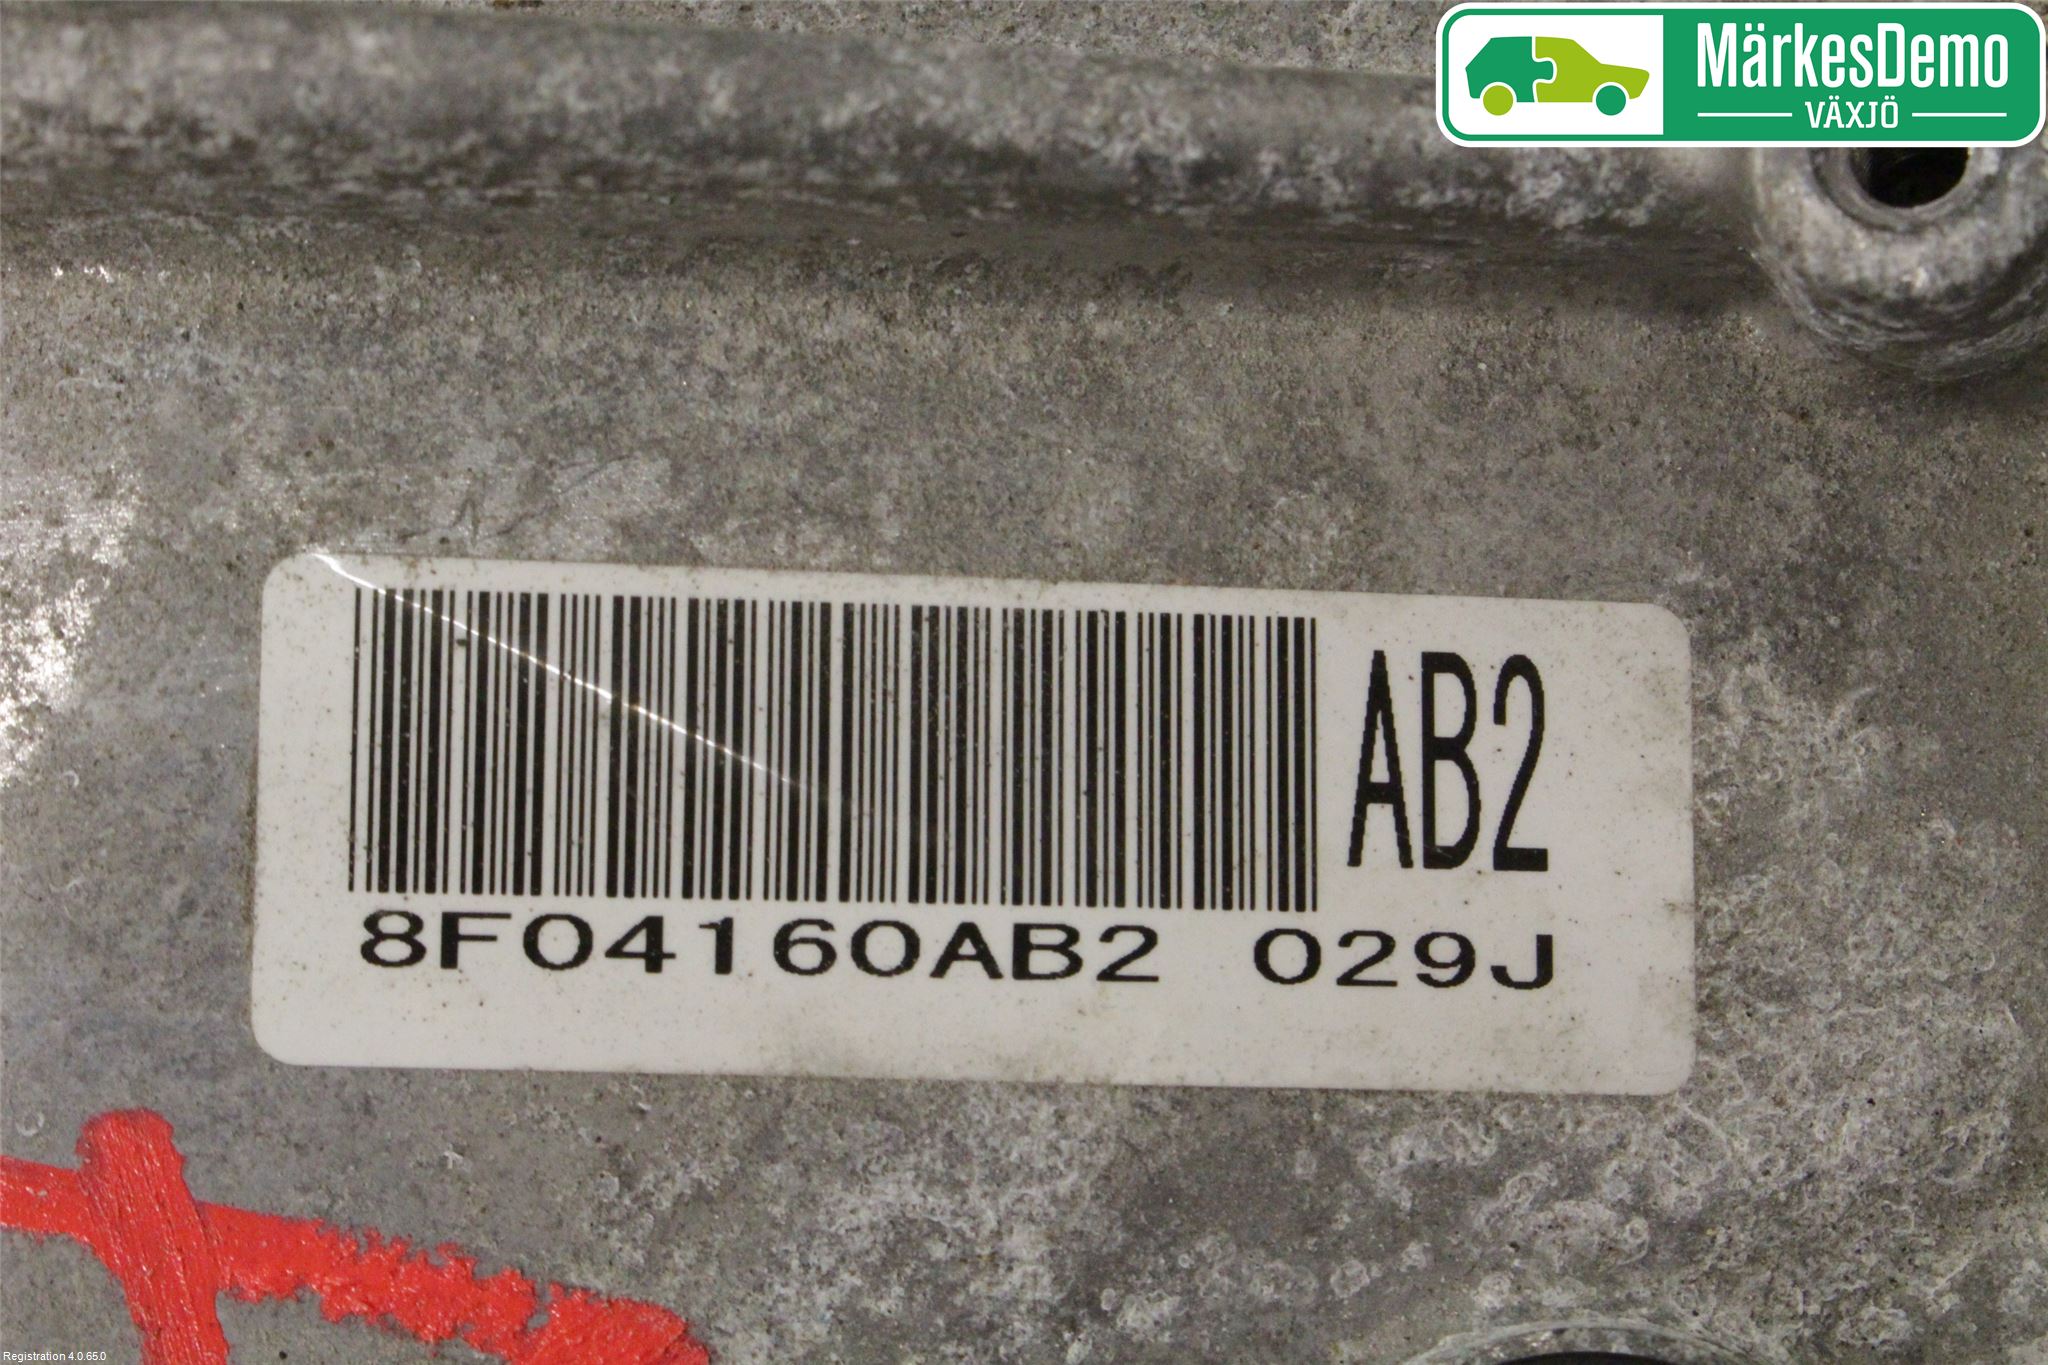 MärkesDemo
VÄXJÖ
AB2
8F04160AB2 029J
Registration 4.0.65.0